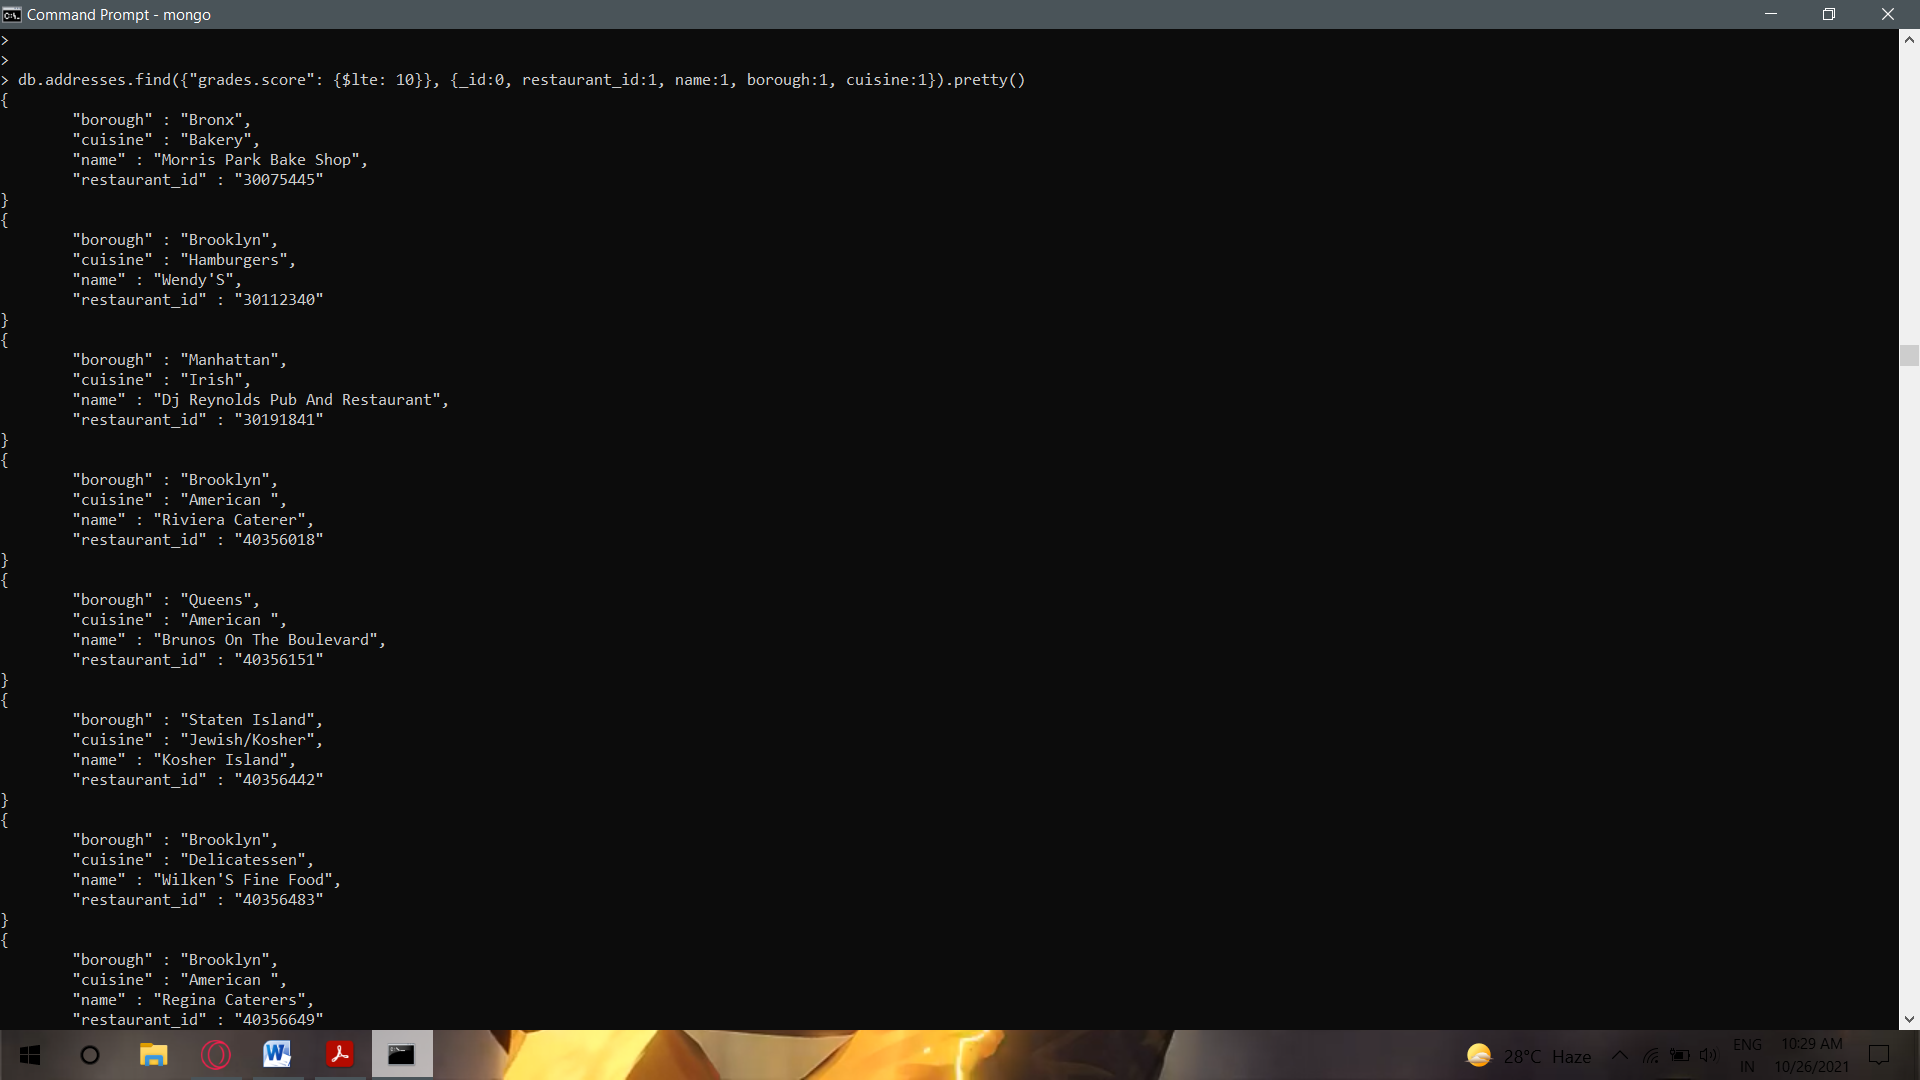 Command Prompt - mongo
>
>
> db.addresses.find({"grades.score": {$lte: 10}}, {_id:0, restaurant_id:1, name:1, borough:1, cuisine:1}).pretty()
{
"borough" : "Bronx",
"cuisine" : "Bakery",
"name" : "Morris Park Bake Shop",
"restaurant_id" : "30075445"
}
{
"borough" : "Brooklyn",
"cuisine" : "Hamburgers",
"name" : "Wendy'S",
"restaurant_id" : "30112340"
}
{
"borough" : "Manhattan",
"cuisine" : "Irish",
"name" : "Dj Reynolds Pub And Restaurant",
"restaurant_id" : "30191841"
}
{
"borough" : "Brooklyn",
"cuisine" : "American ",
"name" : "Riviera Caterer",
"restaurant_id" : "40356018"
}
{
"borough" : "Queens",
"cuisine" : "American ",
"name" : "Brunos On The Boulevard",
"restaurant_id" : "40356151"
}
{
"borough" : "Staten Island",
"cuisine" : "Jewish/Kosher",
"name" : "Kosher Island",
"restaurant_id" : "40356442"
}
{
"borough" : "Brooklyn",
"cuisine" : "Delicatessen",
"name" : "Wilken'S Fine Food",
"restaurant_id" : "40356483"
}
{
"borough" : "Brooklyn",
"cuisine" : "American ",
"name" : "Regina Caterers",
"restaurant_id" : "40356649"
28°C Haze
ENG
IN
10:29 AM
10/26/2021